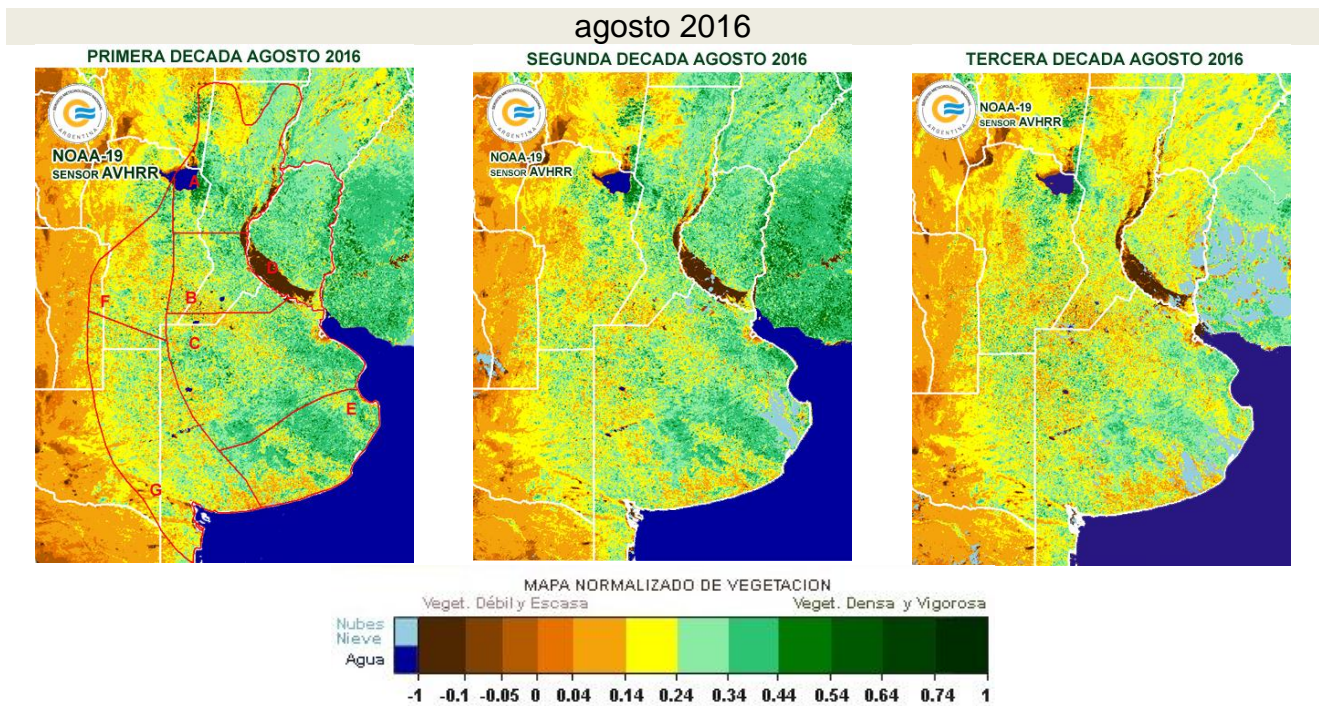 agosto 2016
PRIMERA DECADA AGOSTO 2016
NOAA-19
SENSOR AVHRR
A
D
F
B
C
E
G
SEGUNDA DECADA AGOSTO 2016
NOAA-19
SENSOR AVHRR
TERCERA DECADA AGOSTO 2016
NOAA-19
SENSOR AVHRR
MAPA NORMALIZADO DE VEGETACION
Veget. Débil y Escasa Veget. Densa y Vigorosa
Nubes
Nieve
Agua
-1 -0.1 -0.05 0 0.04 0.14 0.24 0.34 0.44 0.54 0.64 0.74 1